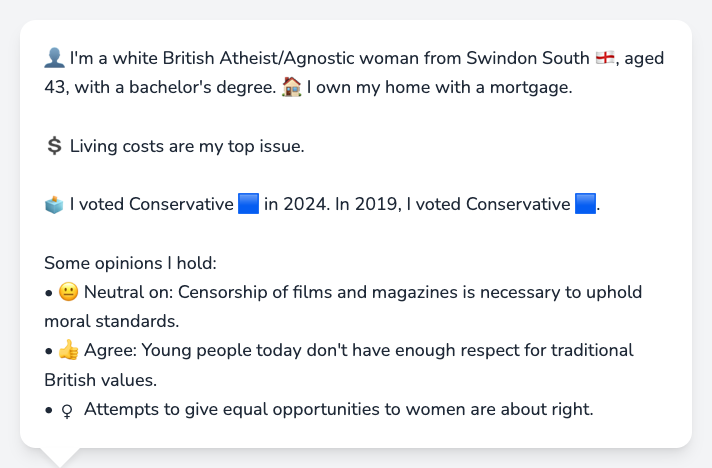 👤 I'm a white British Atheist/Agnostic woman from Swindon South 🏴󠁧󠁢󠁥󠁮󠁧󠁿, aged
43, with a bachelor's degree. 🏠 I own my home with a mortgage.
💲 Living costs are my top issue.
🗳️ I voted Conservative 🟦 in 2024. In 2019, I voted Conservative 🟦.
Some opinions I hold:
• 😐 Neutral on: Censorship of films and magazines is necessary to uphold
moral standards.
• 👍 Agree: Young people today don't have enough respect for traditional
British values.
• ♀ Attempts to give equal opportunities to women are about right.